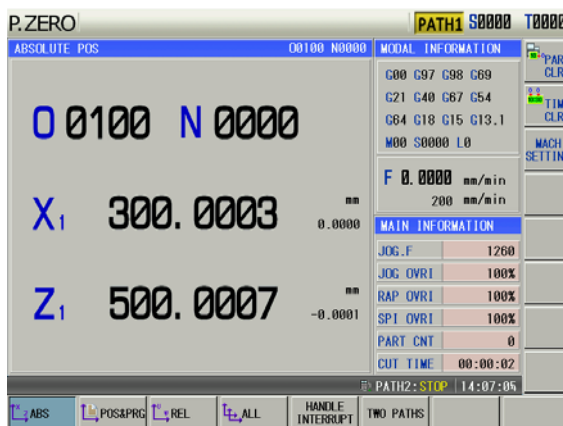 P.ZERO PATH1 S0000 T0000
ABSOLUTE POS O0100 N0000
O 0100 N 0000
X1 300.0003 mm 0.0000
Z1 500.0007 mm -0.0001
MODAL INFORMATION
G00 G97 G98 G69
G21 G40 G67 G54
G64 G18 G15 G13.1
M00 S0000 L0
F 0.0000 mm/min
200 mm/min
MAIN INFORMATION
JOG.F 1260
JOG OVRI 100%
RAP OVRI 100%
SPI OVRI 100%
PART CNT 0
CUT TIME 00:00:02
PATH2:STOP 14:07:05
CLR
CLR
ABS POS&PRG REL ALL HANDLE INTERRUPT TWO PATHS